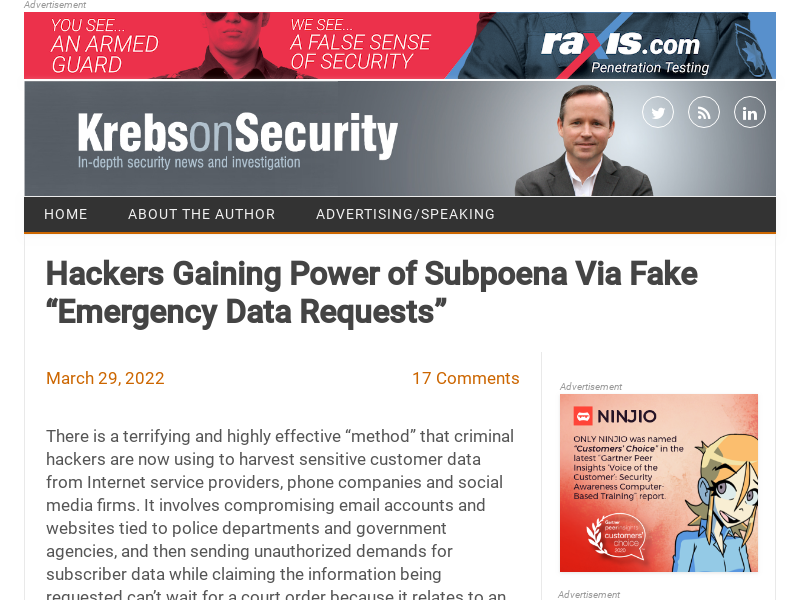 Advertisement
YOU SEE...
AN ARMED
GUARD
WE SEE...
A FALSE SENSE
OF SECURITY
raxis.com
Penetration Testing
KrebsonSecurity
In-depth security news and investigation
HOME ABOUT THE AUTHOR ADVERTISING/SPEAKING
Hackers Gaining Power of Subpoena Via Fake
“Emergency Data Requests”
March 29, 2022 17 Comments
There is a terrifying and highly effective “method” that criminal
hackers are now using to harvest sensitive customer data
from Internet service providers, phone companies and social
media firms. It involves compromising email accounts and
websites tied to police departments and government
agencies, and then sending unauthorized demands for
subscriber data while claiming the information being
requested can’t wait for a court order because it relates to an
Advertisement
NINJIO
ONLY NINJIO was named
“Customers’ Choice” in the
latest “Gartner Peer
Insights ‘Voice of the
Customer’: Security
Awareness Computer-
Based Training” report.
Gartner
peerinsights
customers’
choice
2020
Advertisement